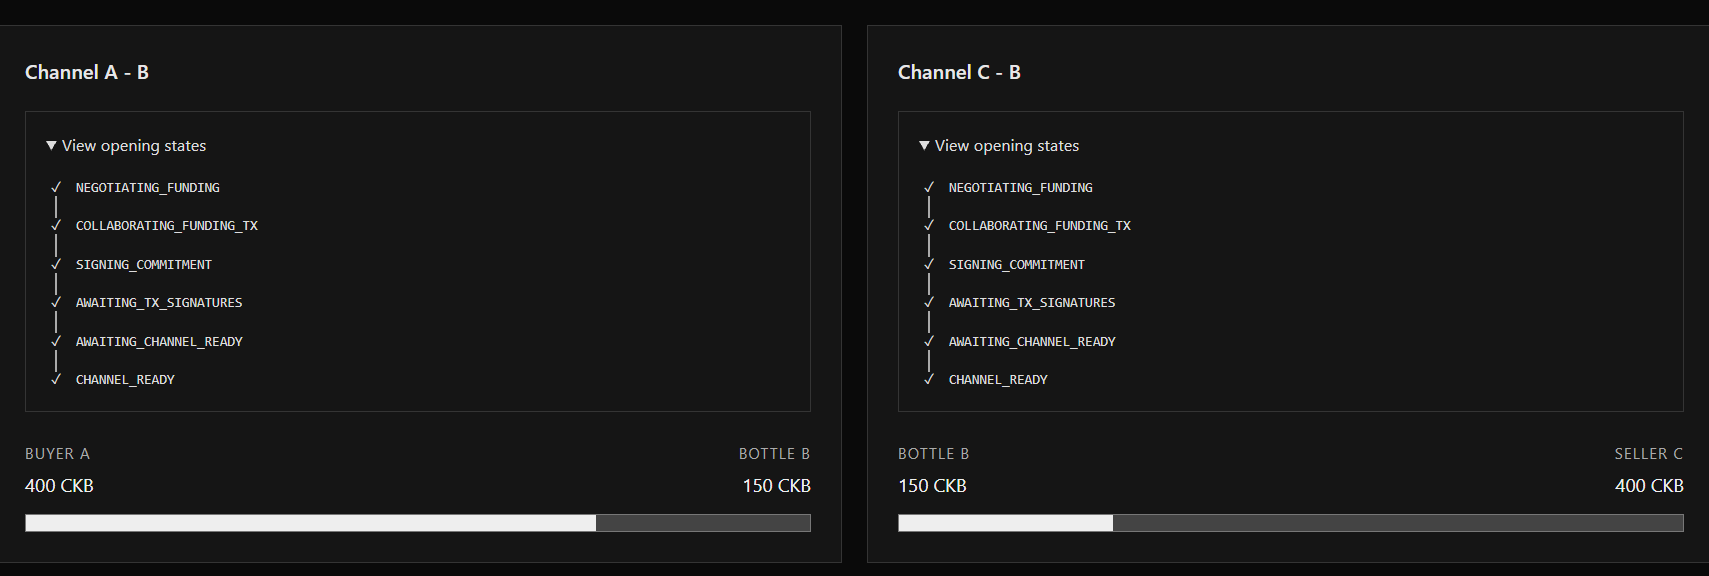 Channel A - B
▼ View opening states
✓ NEGOTIATING_FUNDING
✓ COLLABORATING_FUNDING_TX
✓ SIGNING_COMMITMENT
✓ AWAITING_TX_SIGNATURES
✓ AWAITING_CHANNEL_READY
✓ CHANNEL_READY
BUYER A
BOTTLE B
400 CKB
150 CKB
Channel C - B
▼ View opening states
✓ NEGOTIATING_FUNDING
✓ COLLABORATING_FUNDING_TX
✓ SIGNING_COMMITMENT
✓ AWAITING_TX_SIGNATURES
✓ AWAITING_CHANNEL_READY
✓ CHANNEL_READY
BOTTLE B
SELLER C
150 CKB
400 CKB